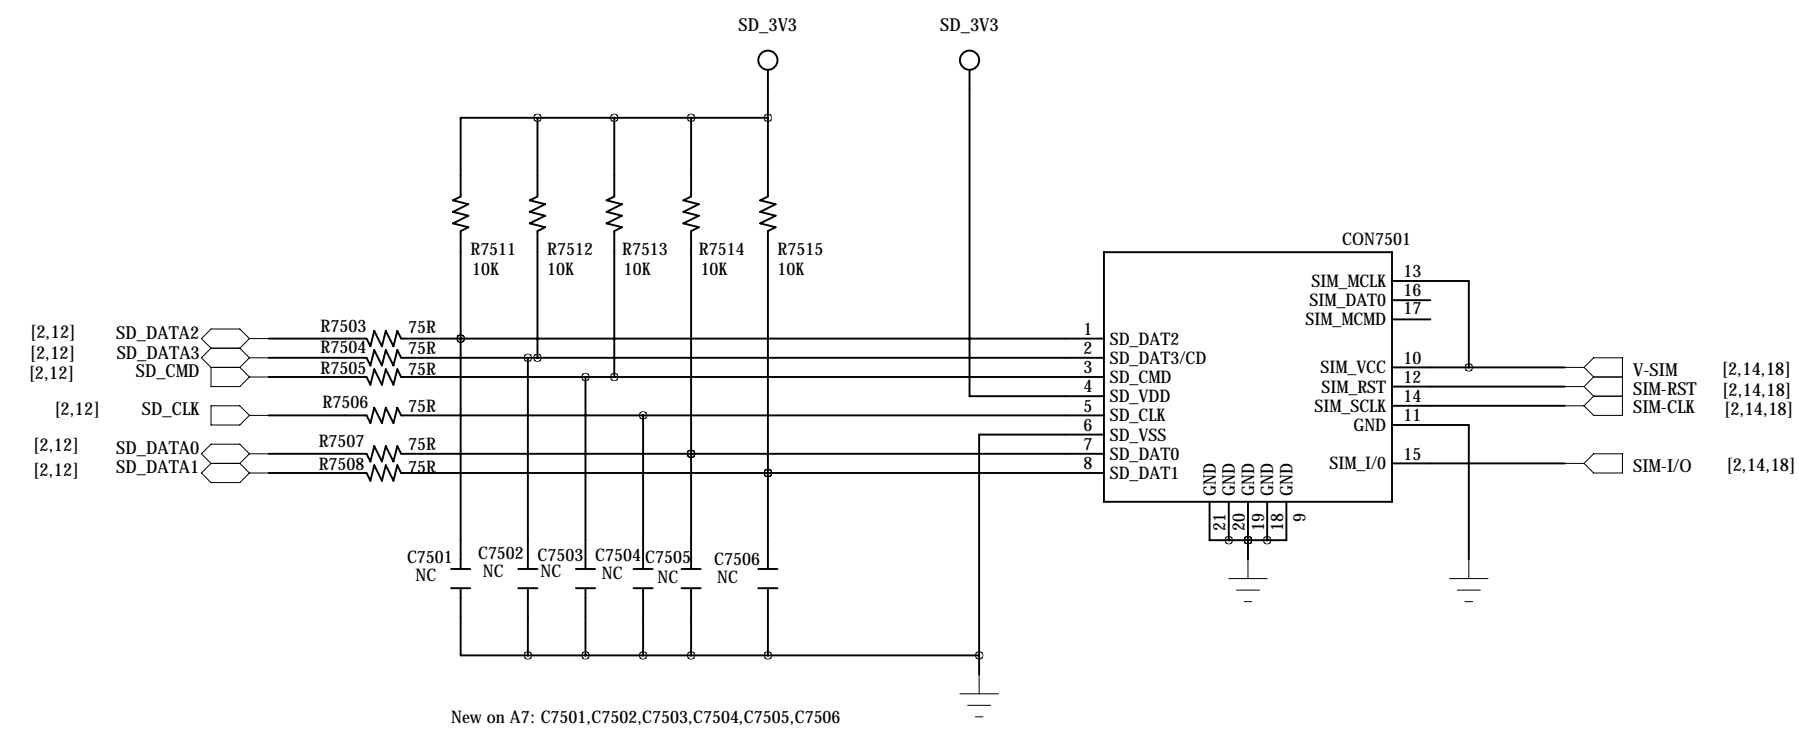 SD_3V3
SD_3V3
R7511
10K
R7512
10K
R7513
10K
R7514
10K
R7515
10K
CON7501
[2,12] SD_DATA2 R7503 75R
[2,12] SD_DATA3 R7504 75R
[2,12] SD_CMD R7505 75R
[2,12] SD_CLK R7506 75R
[2,12] SD_DATA0 R7507 75R
[2,12] SD_DATA1 R7508 75R
1 SD_DAT2
2 SD_DAT3/CD
3 SD_CMD
4 SD_VDD
5 SD_CLK
6 SD_VSS
7 SD_DAT0
8 SD_DAT1
SIM_MCLK 13
SIM_DAT0 16
SIM_MCMD 17
SIM_VCC 10 V-SIM [2,14,18]
SIM_RST 12 SIM-RST [2,14,18]
SIM_SCLK 14 SIM-CLK [2,14,18]
GND 11
SIM_I/0 15 SIM-I/O [2,14,18]
GND GND GND GND GND
21 20 19 18 9
C7501
NC
C7502
NC
C7503
NC
C7504
NC
C7505
NC
C7506
NC
New on A7: C7501,C7502,C7503,C7504,C7505,C7506